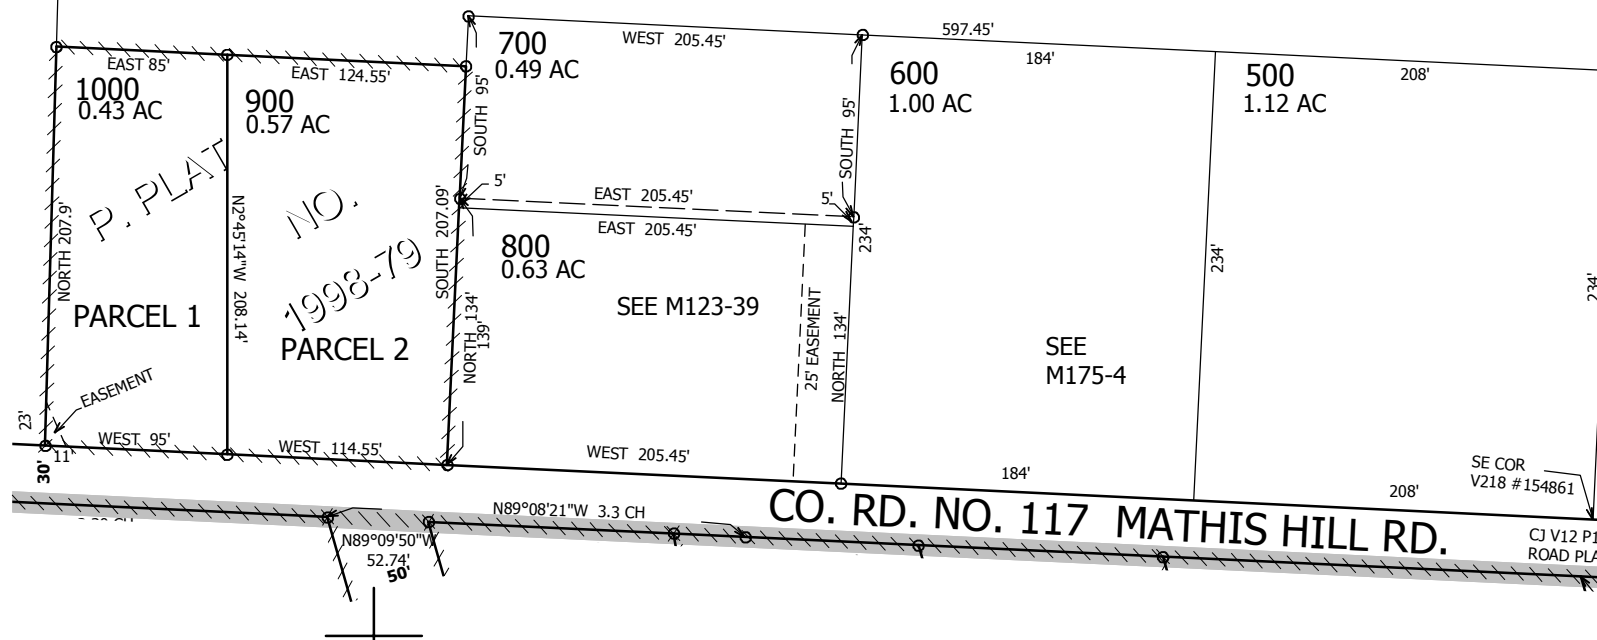 597.45'
WEST 205.45'
184'
208'
EAST 85'
EAST 124.55'
700
0.49 AC
600
1.00 AC
500
1.12 AC
1000
0.43 AC
900
0.57 AC
SOUTH 95'
SOUTH 95'
P. PLAT
NO.
1998-79
5'
EAST 205.45'
5'
EAST 205.45'
NORTH 207.9'
N2°45'14"W 208.14'
SOUTH 207.09'
234'
234'
234'
800
0.63 AC
SEE M123-39
PARCEL 1
PARCEL 2
NORTH 134'
139'
25' EASEMENT
NORTH 134'
SEE
M175-4
EASEMENT
23'
11'
30'
WEST 95'
WEST 114.55'
WEST 205.45'
184'
208'
SE COR
V218 #154861
N89°08'21"W 3.3 CH
CO. RD. NO. 117 MATHIS HILL RD.
N89°09'50"W
52.74'
50'
CJ V12 P1
ROAD PLA